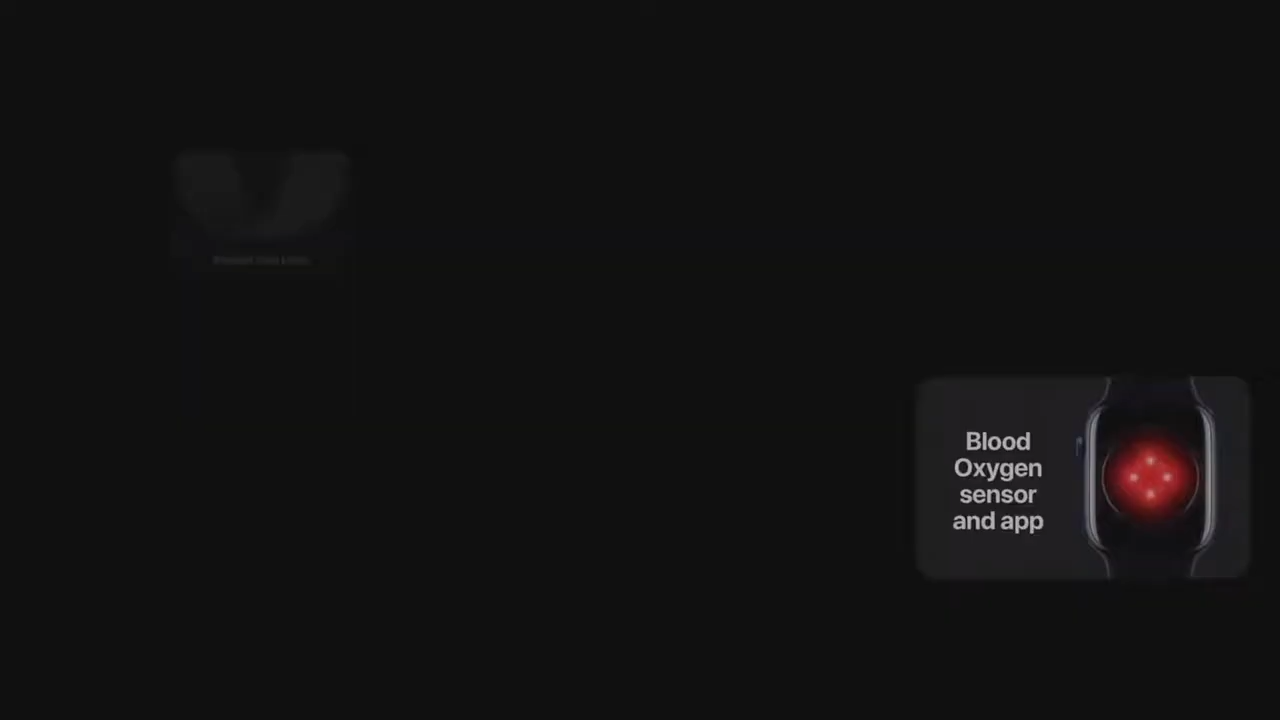 Blood
Oxygen
sensor
and app